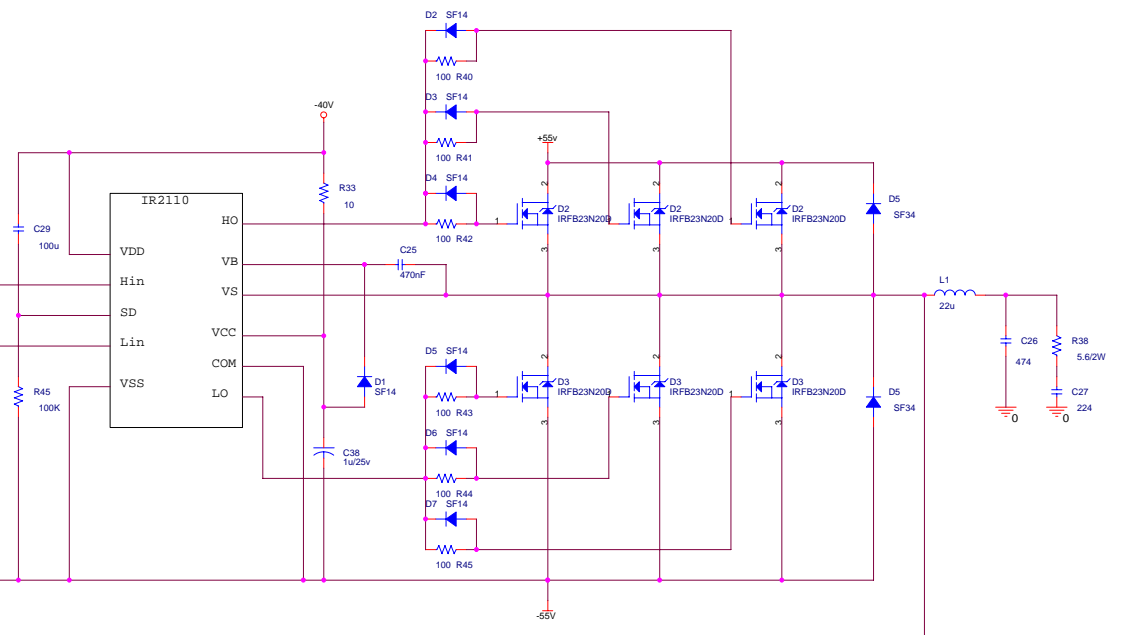 D2 SF14
100 R40
D3 SF14
-40V
100 R41
+55v
D4 SF14
R33
10
IR2110
2
2
2
D5
SF34
D2
IRFB23N20D
D2
IRFB23N20D
D2
IRFB23N20D
HO
1
1
100 R42
C29
100u
VDD
VB
C25
470nF
3
3
3
Hin
VS
L1
22u
SD
Lin
VCC
C26
474
R38
5.6/2W
D5 SF14
2
2
2
COM
VSS
D1
SF14
D3
IRFB23N20D
D3
IRFB23N20D
D3
IRFB23N20D
D5
SF34
C27
224
R45
100K
LO
1
1
100 R43
0
0
D6 SF14
3
3
3
C38
1u/25v
100 R44
D7 SF14
100 R45
-55V